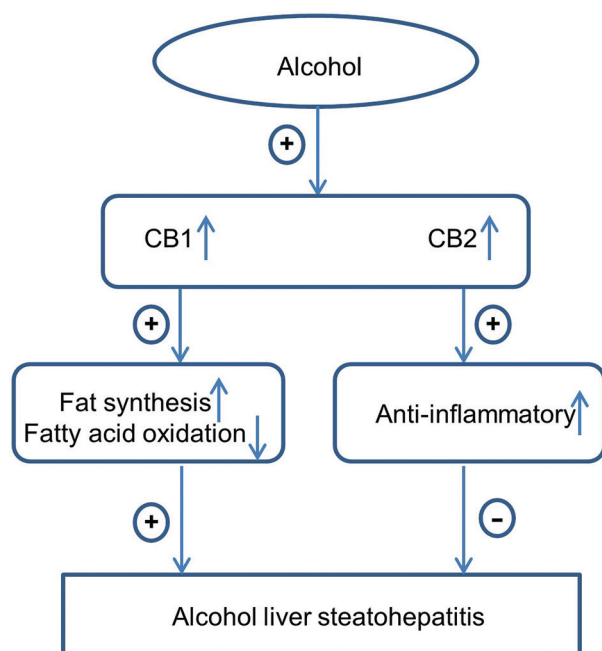 Alcohol
+
CB1↑ CB2↑
+ +
Fat synthesis↑
Fatty acid oxidation↓
Anti-inflammatory↑
+ -
Alcohol liver steatohepatitis